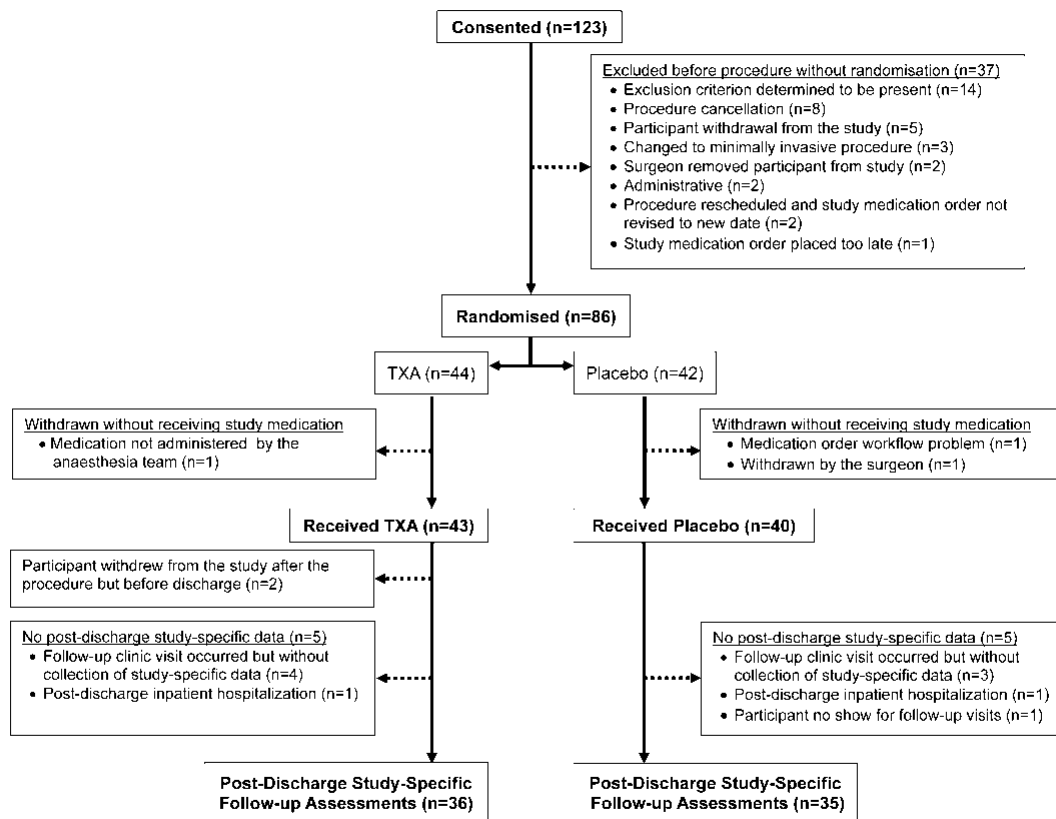 Consented (n=123)
Excluded before procedure without randomisation (n=37)
• Exclusion criterion determined to be present (n=14)
• Procedure cancellation (n=8)
• Participant withdrawal from the study (n=5)
• Changed to minimally invasive procedure (n=3)
• Surgeon removed participant from study (n=2)
• Administrative (n=2)
• Procedure rescheduled and study medication order not
revised to new date (n=2)
• Study medication order placed too late (n=1)
Randomised (n=86)
TXA (n=44)
Placebo (n=42)
Withdrawn without receiving study medication
• Medication not administered by the
anaesthesia team (n=1)
Withdrawn without receiving study medication
• Medication order workflow problem (n=1)
• Withdrawn by the surgeon (n=1)
Received TXA (n=43)
Received Placebo (n=40)
Participant withdrew from the study after the
procedure but before discharge (n=2)
No post-discharge study-specific data (n=5)
• Follow-up clinic visit occurred but without
collection of study-specific data (n=4)
• Post-discharge inpatient hospitalization (n=1)
No post-discharge study-specific data (n=5)
• Follow-up clinic visit occurred but without
collection of study-specific data (n=3)
• Post-discharge inpatient hospitalization (n=1)
• Participant no show for follow-up visits (n=1)
Post-Discharge Study-Specific
Follow-up Assessments (n=36)
Post-Discharge Study-Specific
Follow-up Assessments (n=35)